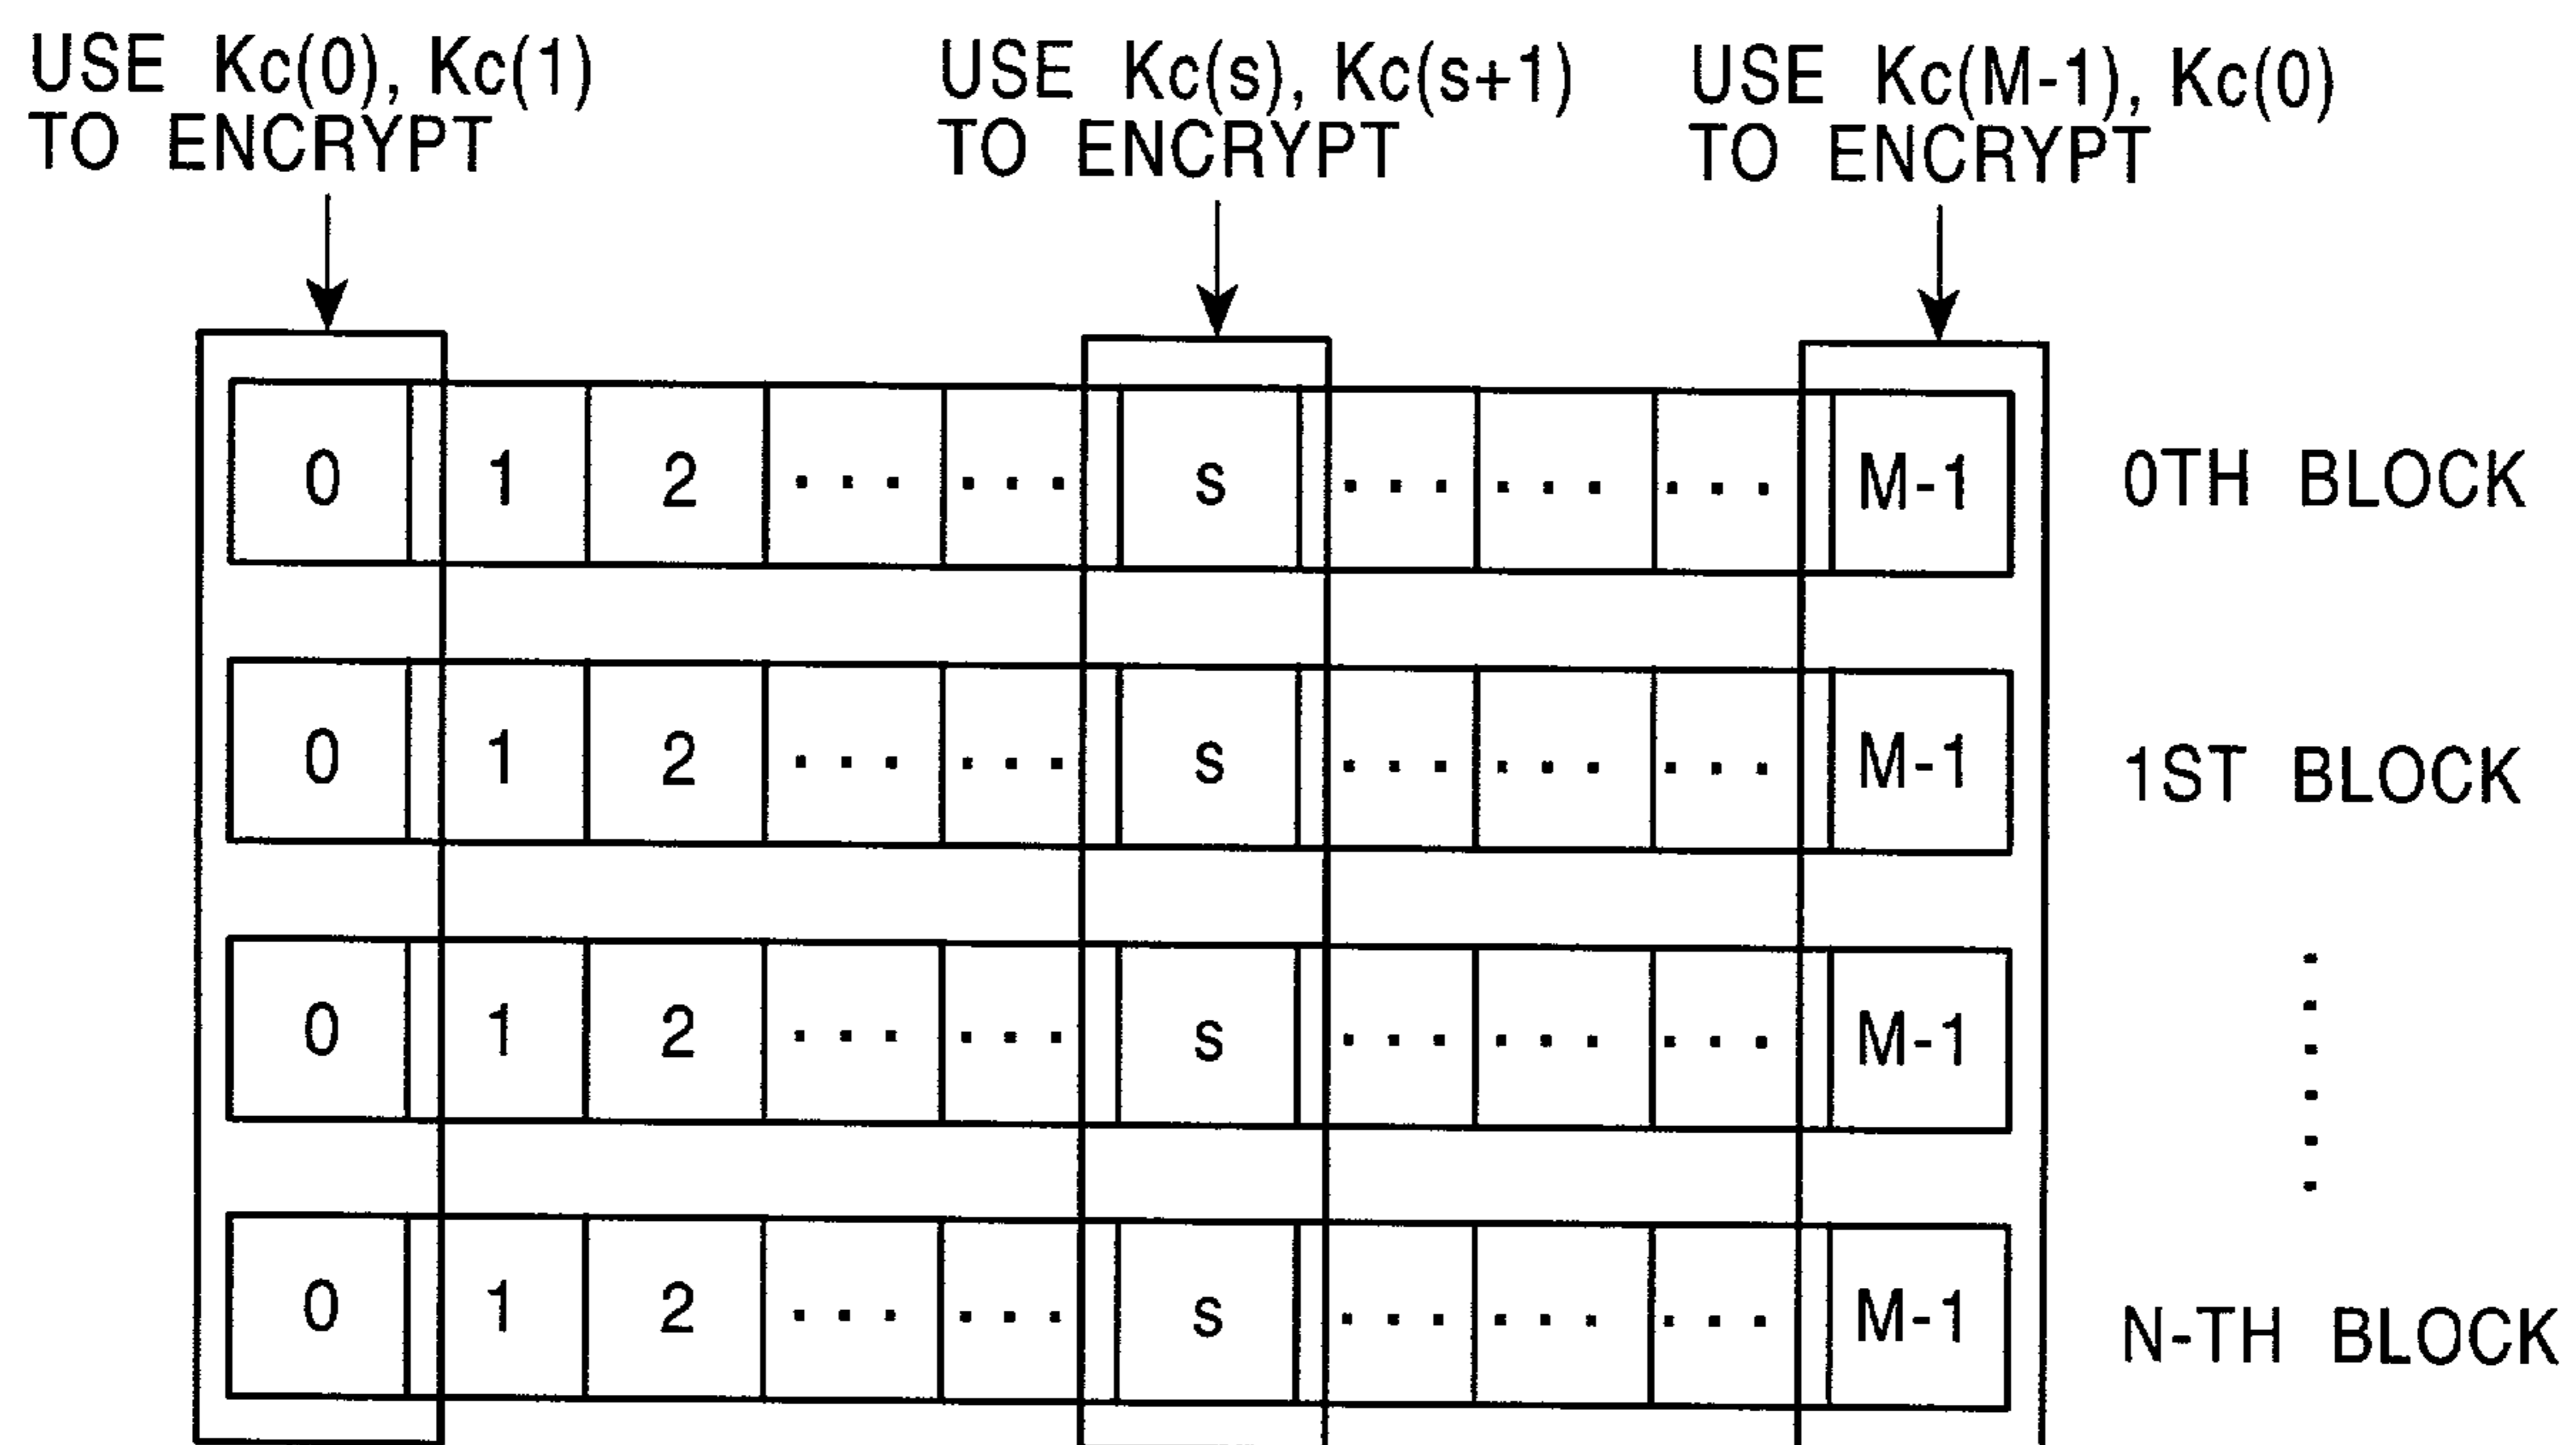 USE Kc(0), Kc(1)
TO ENCRYPT
USE Kc(s), Kc(s+1)
TO ENCRYPT
USE Kc(M-1), Kc(0)
TO ENCRYPT
0 1 2 ... ... s ... ... ... M-1 0TH BLOCK
0 1 2 ... ... s ... ... ... M-1 1ST BLOCK
0 1 2 ... ... s ... ... ... M-1
0 1 2 ... ... s ... ... ... M-1 N-TH BLOCK